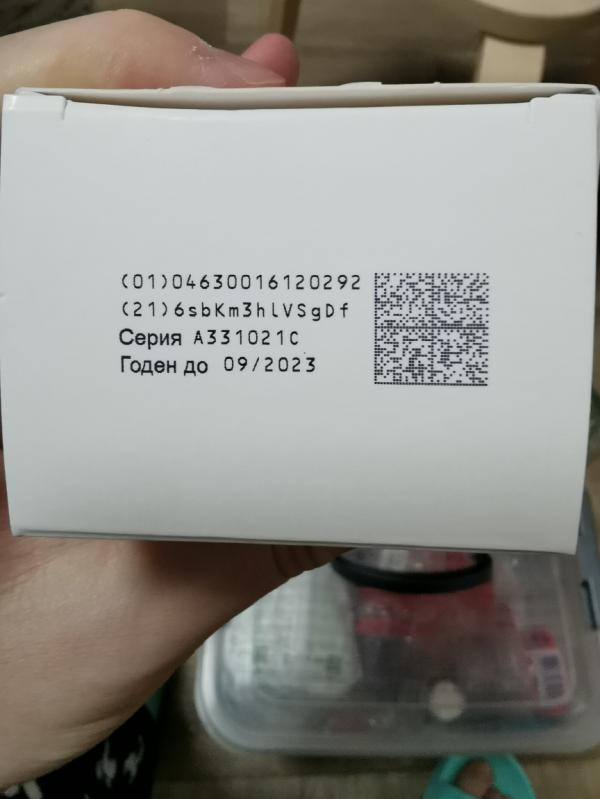 (01)04630016120292
(21)6sbKm3hlVSgDf
Серия A331021C
Годен до 09/2023